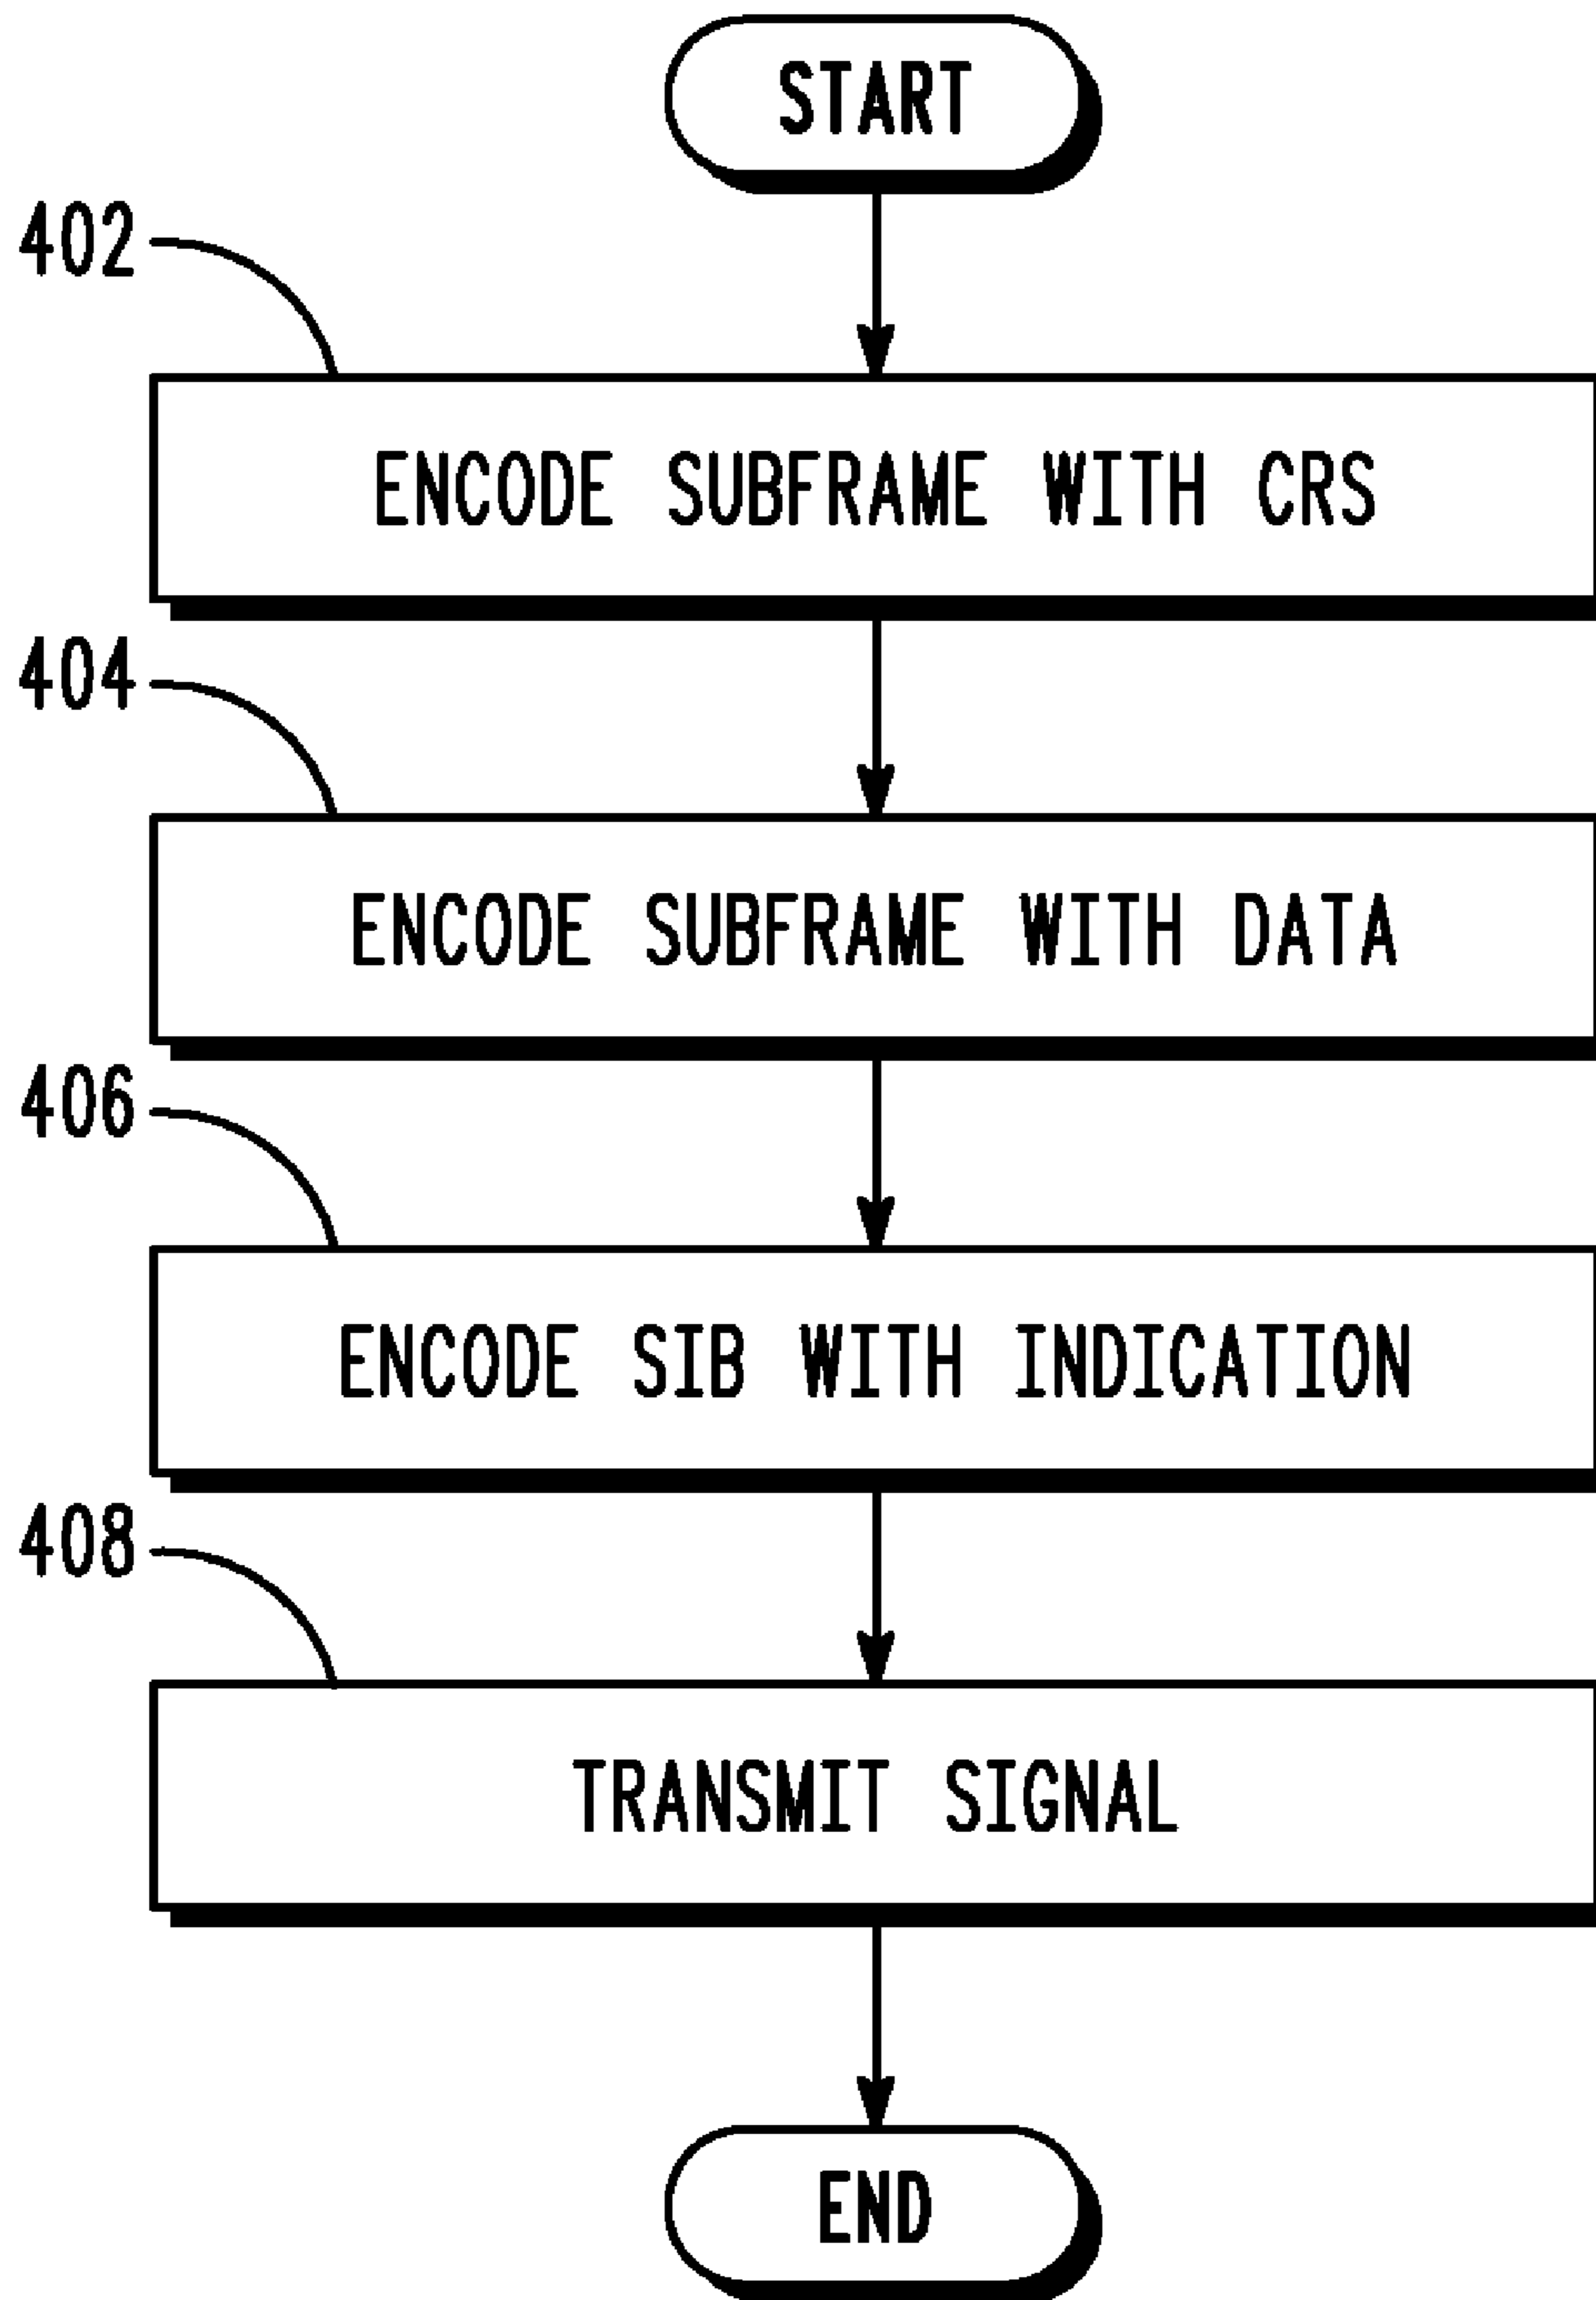 START
402
ENCODE SUBFRAME WITH CRS
404
ENCODE SUBFRAME WITH DATA
406
ENCODE SIB WITH INDICATION
408
TRANSMIT SIGNAL
END